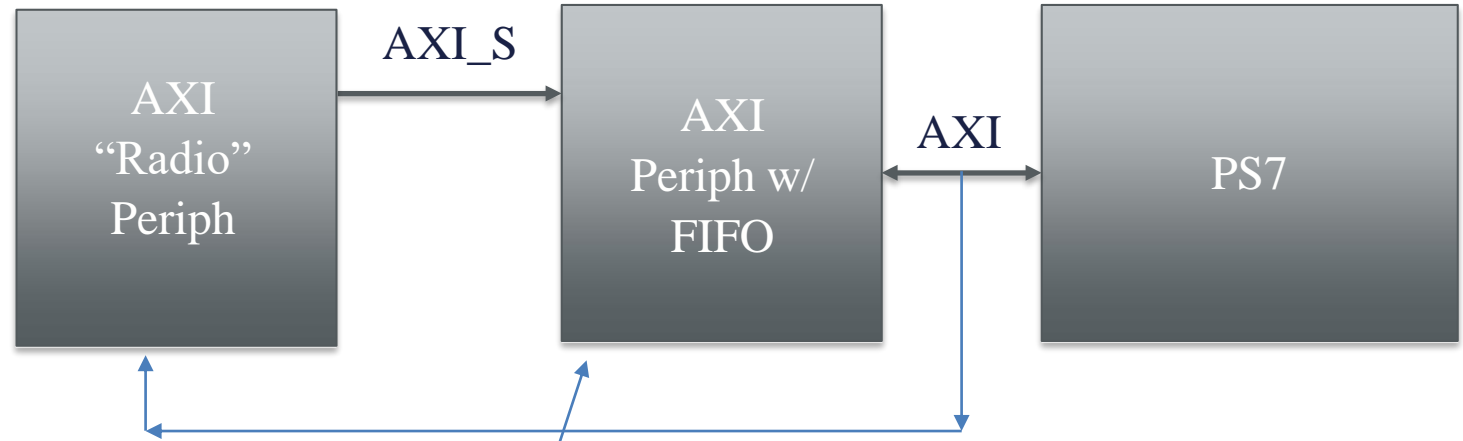 AXI
“Radio”
Periph
AXI_S
AXI
Periph w/
FIFO
AXI
PS7